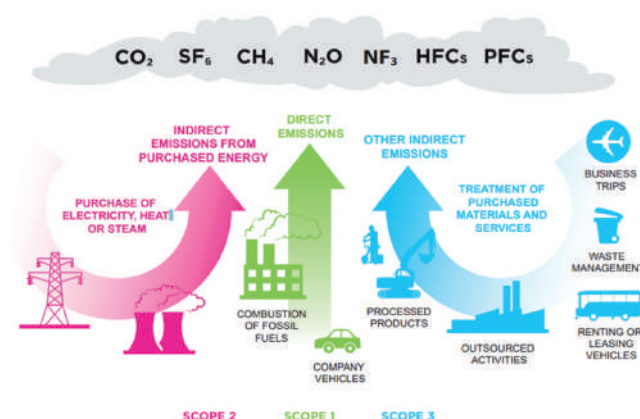 CO₂ SF₆ CH₄ N₂O NF₃ HFCs PFCs
INDIRECT
EMISSIONS FROM
PURCHASED ENERGY
DIRECT
EMISSIONS
OTHER INDIRECT
EMISSIONS
PURCHASE OF
ELECTRICITY, HEAT
OR STEAM
TREATMENT OF
PURCHASED
MATERIALS AND
SERVICES
BUSINESS
TRIPS
WASTE
MANAGEMENT
COMBUTION
OF FOSSIL
FUELS
COMPANY
VEHICLES
PROCESSED
PRODUCTS
OUTSOURCED
ACTIVITIES
RENTING OR
LEASING
VEHICLES
SCOPE 2 SCOPE 1 SCOPE 3